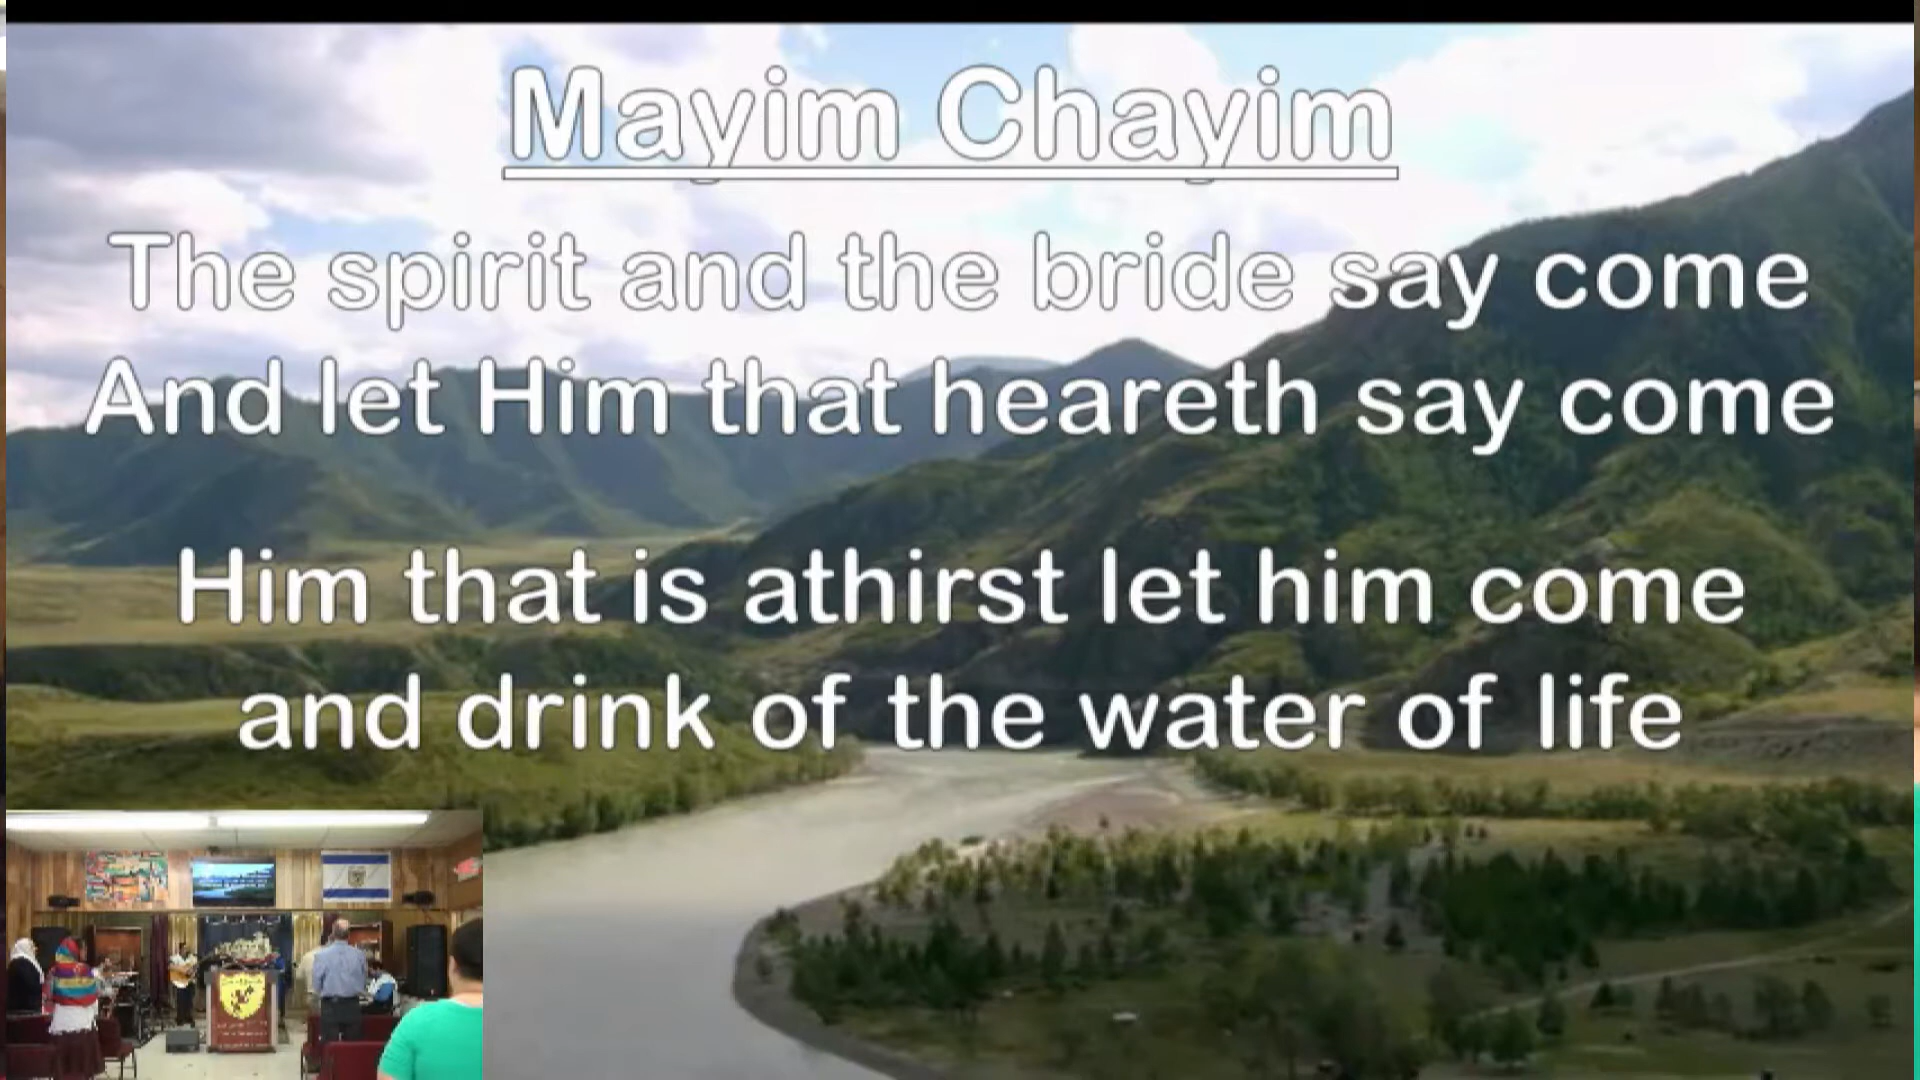 Mayim Chayim
The spirit and the bride say come
And let Him that heareth say come
Him that is athirst let him come
and drink of the water of life